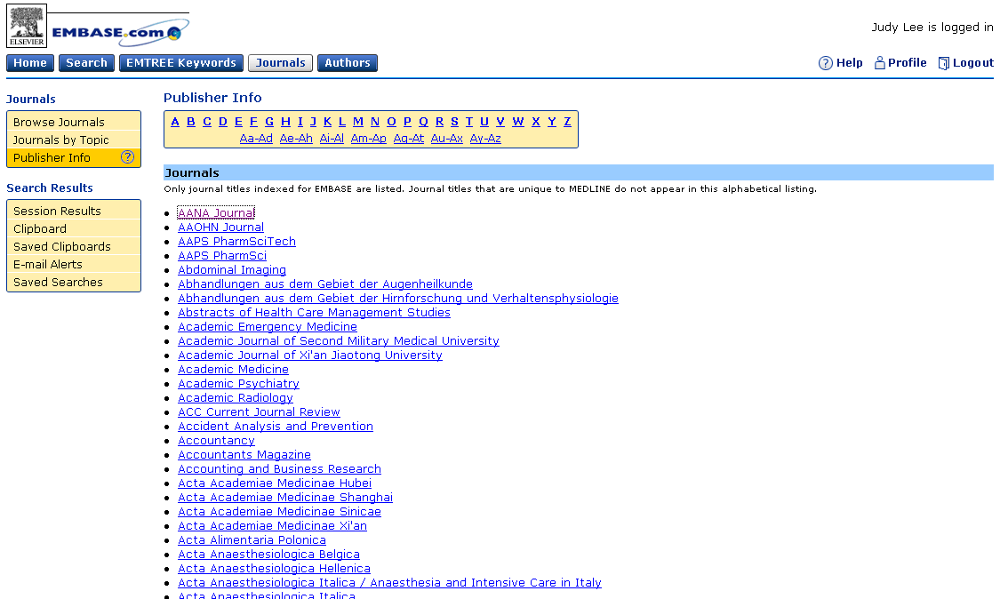 ELSEVIER
EMBASE.com
Judy Lee is logged in
Home Search EMTREE Keywords Journals Authors
? Help Profile Logout
Journals
Browse Journals
Journals by Topic
Publisher Info ?
Search Results
Session Results
Clipboard
Saved Clipboards
E-mail Alerts
Saved Searches
Publisher Info
A B C D E F G H I J K L M N O P Q R S T U V W X Y Z
Aa-Ad Ae-Ah Ai-Al Am-Ap Aq-At Au-Ax Ay-Az
Journals
Only journal titles indexed for EMBASE are listed. Journal titles that are unique to MEDLINE do not appear in this alphabetical listing.
AANA Journal
AAOHN Journal
AAPS PharmSciTech
AAPS PharmSci
Abdominal Imaging
Abhandlungen aus dem Gebiet der Augenheilkunde
Abhandlungen aus dem Gebiet der Hirnforschung und Verhaltensphysiologie
Abstracts of Health Care Management Studies
Academic Emergency Medicine
Academic Journal of Second Military Medical University
Academic Journal of Xi'an Jiaotong University
Academic Medicine
Academic Psychiatry
Academic Radiology
ACC Current Journal Review
Accident Analysis and Prevention
Accountancy
Accountants Magazine
Accounting and Business Research
Acta Academiae Medicinae Hubei
Acta Academiae Medicinae Shanghai
Acta Academiae Medicinae Sinicae
Acta Academiae Medicinae Xi'an
Acta Alimentaria Polonica
Acta Anaesthesiologica Belgica
Acta Anaesthesiologica Hellenica
Acta Anaesthesiologica Italica / Anaesthesia and Intensive Care in Italy
Acta Anaesthesiologica Italica